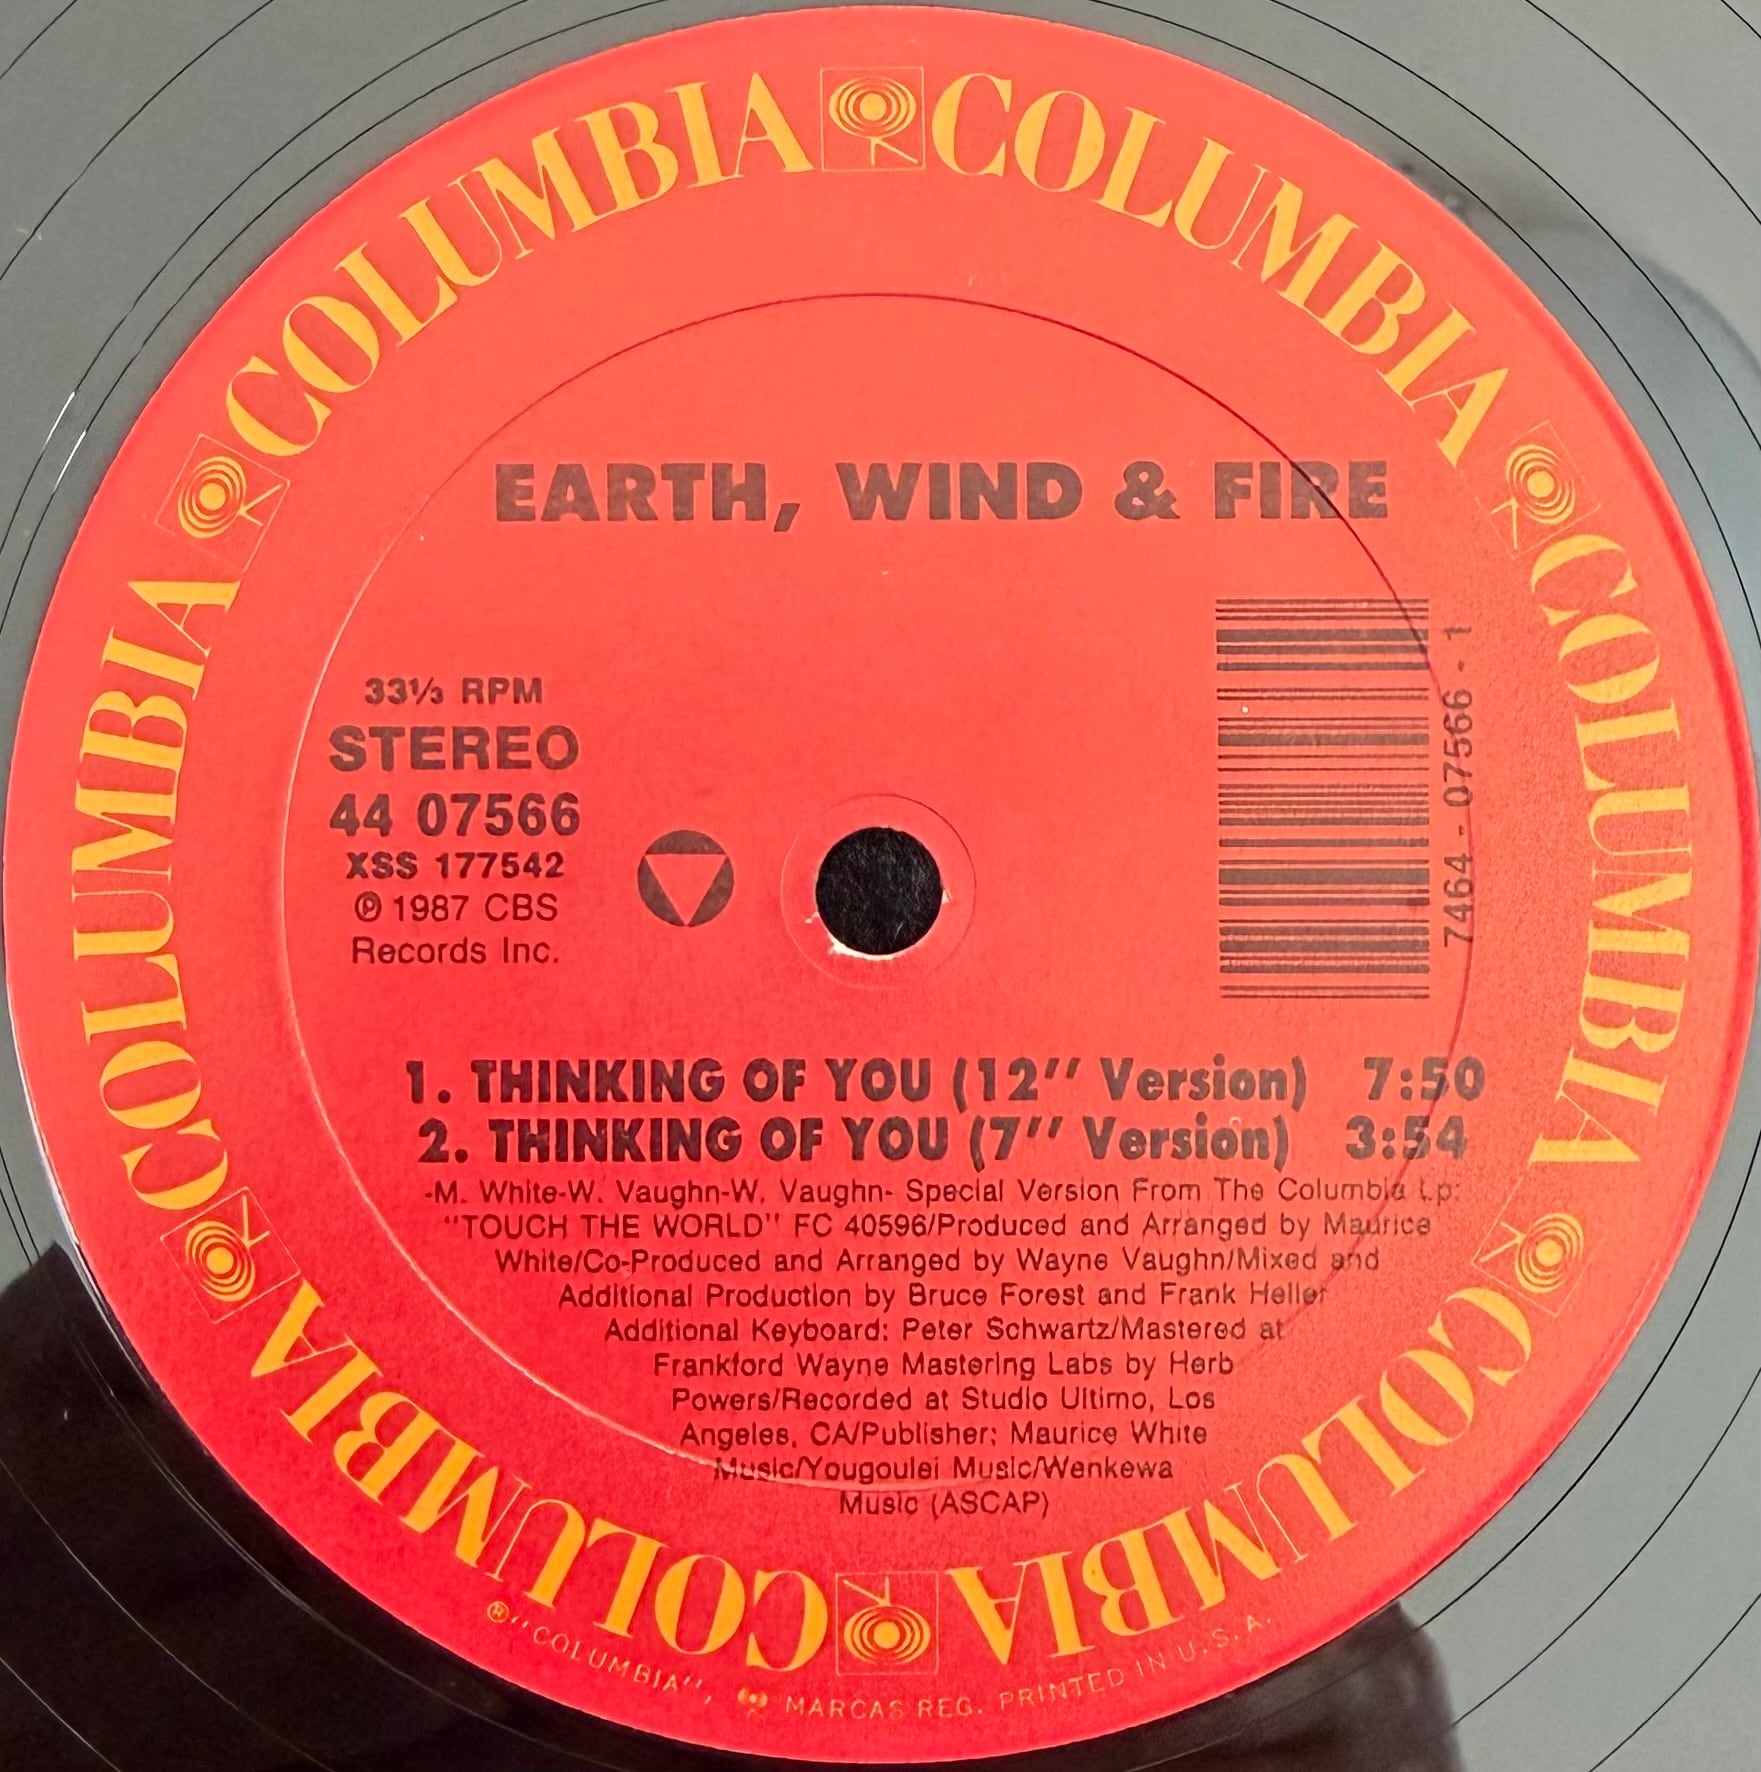 COLUMBIA COLUMBIA COLUMBIA COLUMBIA COLUMBIA COLUMBIA
EARTH, WIND & FIRE
33⅓ RPM
STEREO
44 07566
XSS 177542
℗ 1987 CBS
Records Inc.
7464 - 07566 - 1
1. THINKING OF YOU (12'' Version) 7:50
2. THINKING OF YOU (7'' Version) 3:54
-M. White-W. Vaughn-W. Vaughn- Special Version From The Columbia Lp:
"TOUCH THE WORLD" FC 40596/Produced and Arranged by Maurice
White/Co-Produced and Arranged by Wayne Vaughn/Mixed and
Additional Production by Bruce Forest and Frank Heller
Additional Keyboard: Peter Schwartz/Mastered at
Frankford Wayne Mastering Labs by Herb
Powers/Recorded at Studio Ultimo, Los
Angeles, CA/Publisher: Maurice White
Music/Yougoulei Music/Wenkewa
Music (ASCAP)
® "COLUMBIA", MARCAS REG. PRINTED IN U.S.A.